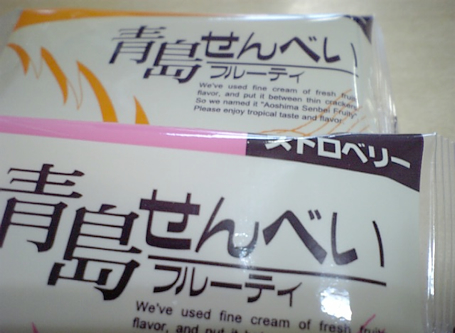 青島せんべい
フルーティ
We've used fine cream of fresh fruit
flavor, and put it between thin cracker
So we named it "Aoshima Senbei Fruity"
Please enjoy tropical taste and flavor.
ストロベリー
青島せんべい
フルーティ
We've used fine cream of fresh fruit
flavor, and put it